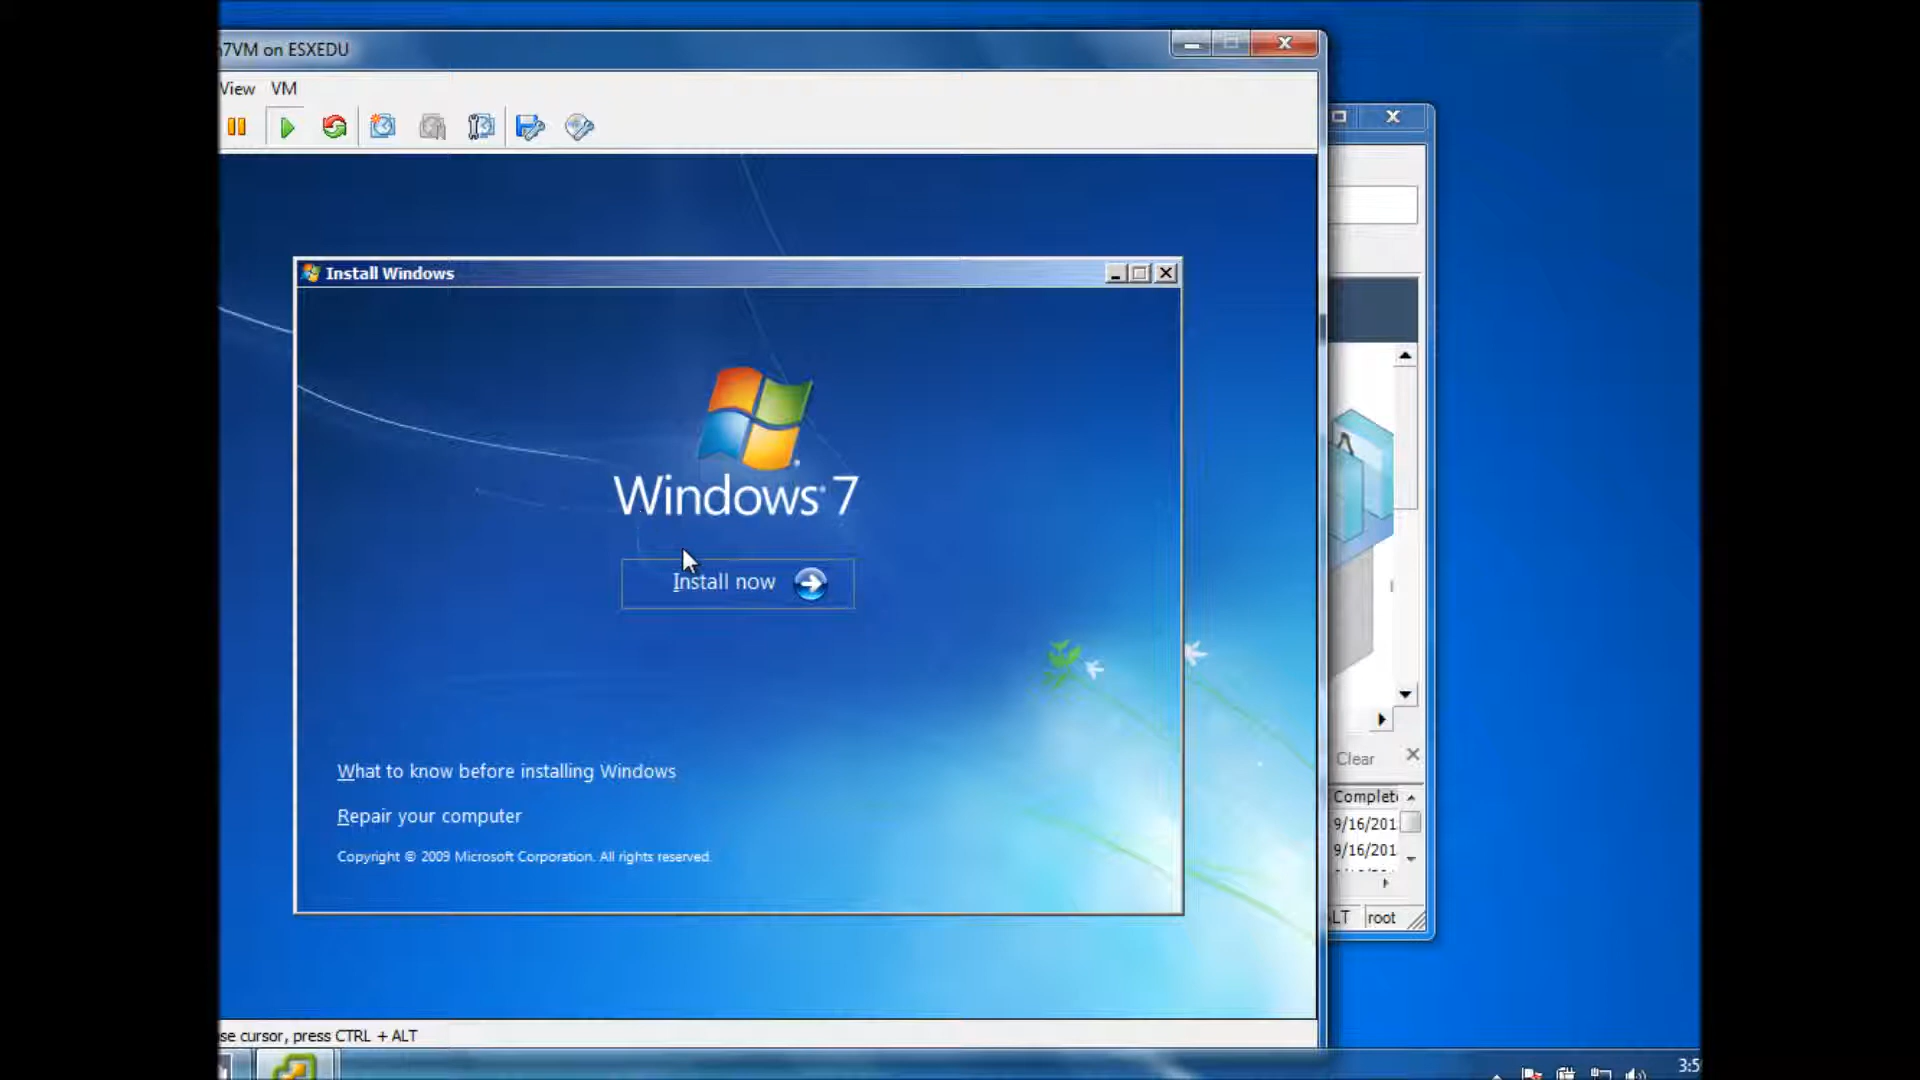 7VM on ESXEDU
View VM
Install Windows
Windows 7
Install now
What to know before installing Windows
Repair your computer
Copyright © 2009 Microsoft Corporation. All rights reserved.
Clear
Complet
9/16/201
9/16/201
LT root
se cursor, press CTRL + ALT
3:5